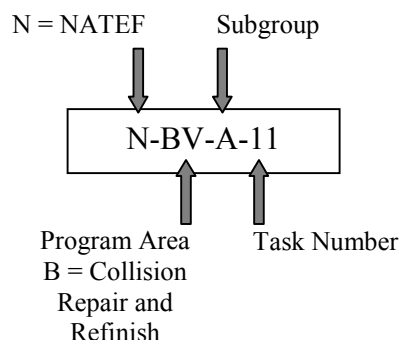 N = NATEF
Subgroup
N-BV-A-11
Program Area
B = Collision
Repair and
Refinish
Task Number